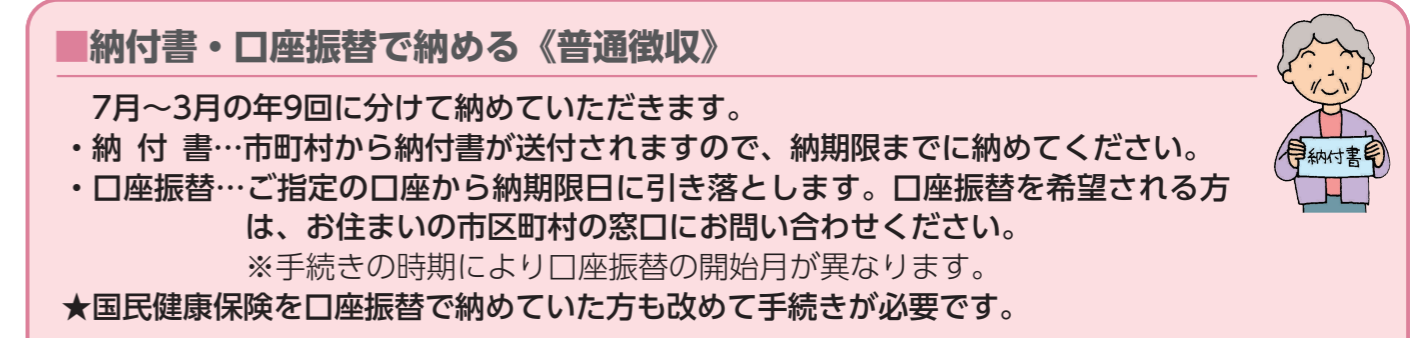 ■納付書・口座振替で納める《普通徴収》
7月～3月の年9回に分けて納めていただきます。
・納 付 書…市町村から納付書が送付されますので、納期限までに納めてください。
・口座振替…ご指定の口座から納期限日に引き落とします。口座振替を希望される方
は、お住まいの市区町村の窓口にお問い合わせください。
※手続きの時期により口座振替の開始月が異なります。
★国民健康保険を口座振替で納めていた方も改めて手続きが必要です。
納付書